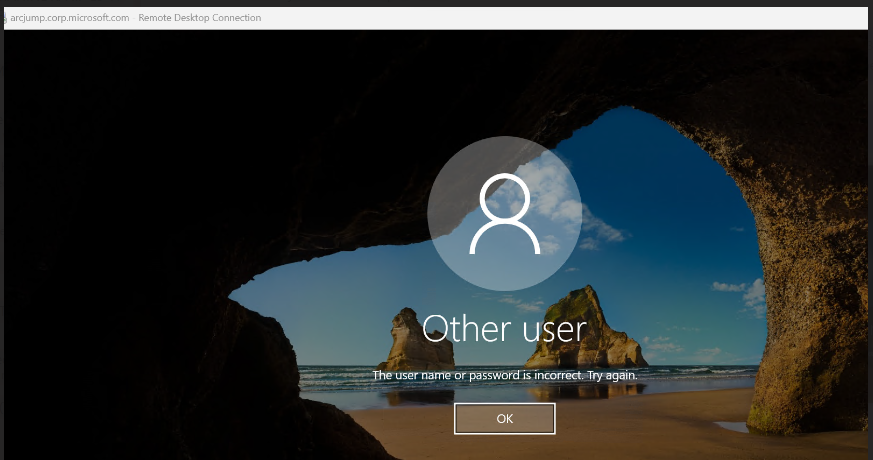 arcjump.corp.microsoft.com - Remote Desktop Connection
Other user
The user name or password is incorrect. Try again.
OK